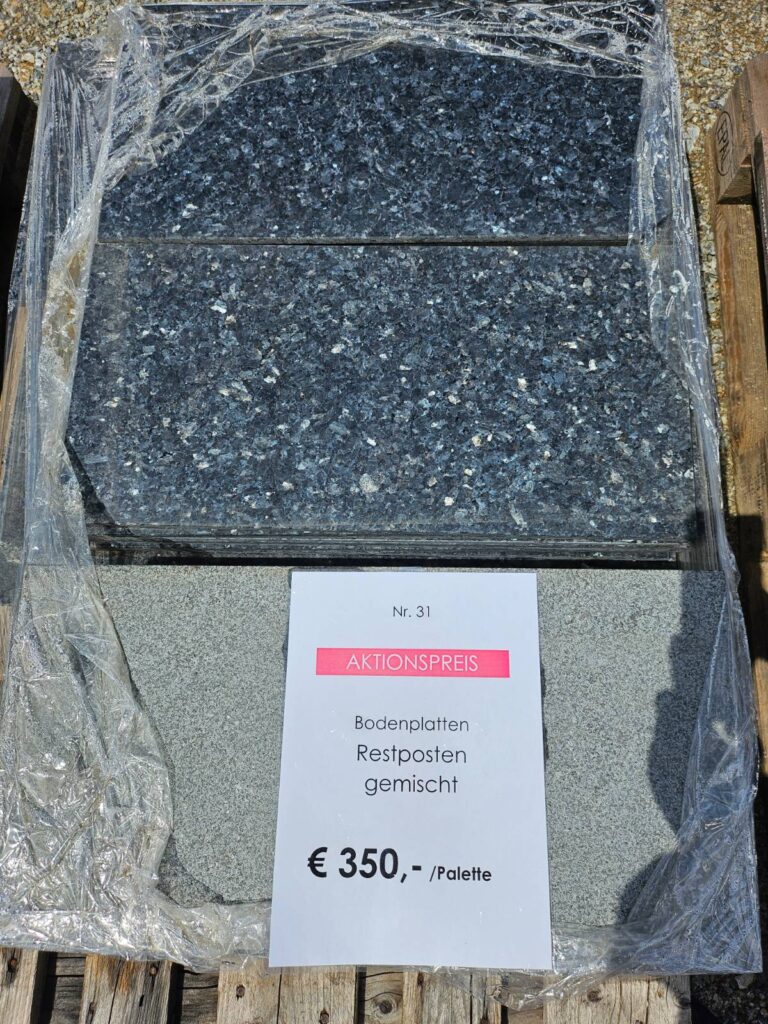 Nr. 31
AKTIONSPREIS
Bodenplatten
Restposten
gemischt
€ 350,- /Palette